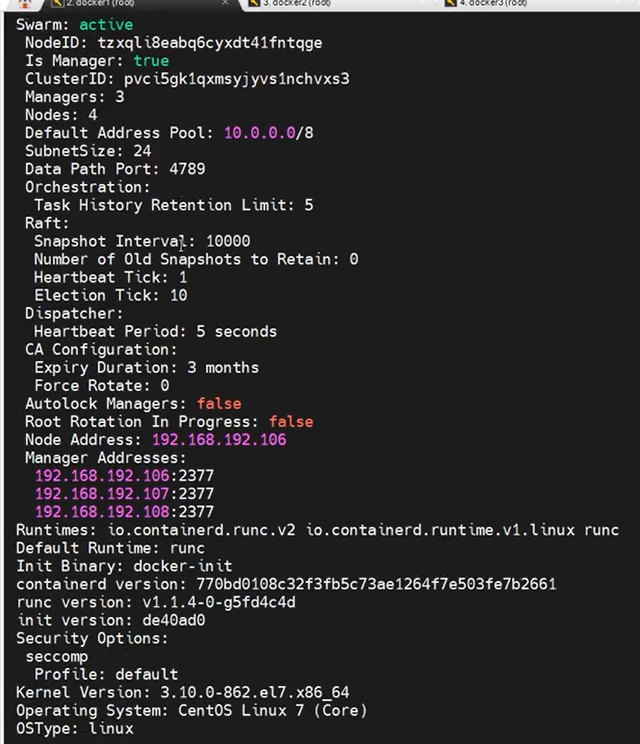 2. docker1 (root) 3. docker2 (root) 4. docker3 (root)
Swarm: active
NodeID: tzxqli8eabq6cyxdt41fntqge
Is Manager: true
ClusterID: pvci5gk1qxmsyjyvs1nchvxs3
Managers: 3
Nodes: 4
Default Address Pool: 10.0.0.0/8
SubnetSize: 24
Data Path Port: 4789
Orchestration:
Task History Retention Limit: 5
Raft:
Snapshot Interval: 10000
Number of Old Snapshots to Retain: 0
Heartbeat Tick: 1
Election Tick: 10
Dispatcher:
Heartbeat Period: 5 seconds
CA Configuration:
Expiry Duration: 3 months
Force Rotate: 0
Autolock Managers: false
Root Rotation In Progress: false
Node Address: 192.168.192.106
Manager Addresses:
192.168.192.106:2377
192.168.192.107:2377
192.168.192.108:2377
Runtimes: io.containerd.runc.v2 io.containerd.runtime.v1.linux runc
Default Runtime: runc
Init Binary: docker-init
containerd version: 770bd0108c32f3fb5c73ae1264f7e503fe7b2661
runc version: v1.1.4-0-g5fd4c4d
init version: de40ad0
Security Options:
seccomp
Profile: default
Kernel Version: 3.10.0-862.el7.x86_64
Operating System: CentOS Linux 7 (Core)
OSType: linux